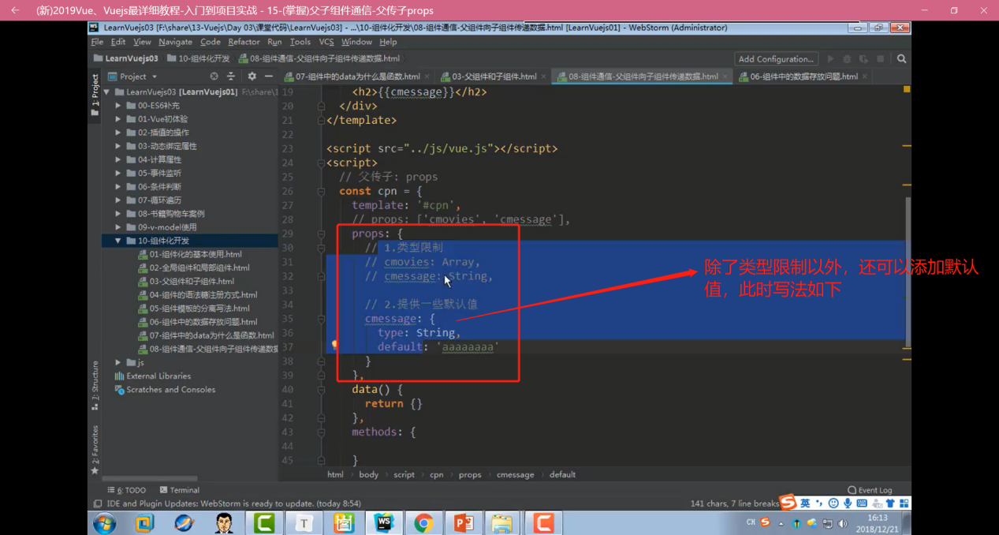 (新)2019Vue、Vuejs最详细教程-入门到项目实战 - 15-(掌握)父子组件通信-父传子props
LearnVuejs03 [F:\share\13-Vuejs\Day 03\课堂代码\LearnVuejs03] - ...\10-组件化开发\08-组件通信-父组件向子组件传递数据.html [LearnVuejs01] - WebStorm (Administrator)
File Edit View Navigate Code Refactor Run Tools VCS Window Help
LearnVuejs03 10-组件化开发 08-组件通信-父组件向子组件传递数据.html Add Configuration...
Project 07-组件中的data为什么是函数.html 03-父组件和子组件.html 08-组件通信-父组件向子组件传递数据.html 06-组件中的数据存放问题.html
1: Project
LearnVuejs03 [LearnVuejs01] F:\share\1
00-ES6补充
01-Vue初体验
02-插值的操作
03-动态绑定属性
04-计算属性
05-事件监听
06-条件判断
07-循环遍历
08-书籍购物车案例
09-v-model使用
10-组件化开发
01-组件化的基本使用.html
02-全局组件和局部组件.html
03-父组件和子组件.html
04-组件的语法糖注册方式.html
05-组件模板的分离写法.html
06-组件中的数据存放问题.html
07-组件中的data为什么是函数.html
08-组件通信-父组件向子组件传递数据
js
External Libraries
Scratches and Consoles
7: Structure
2: Favorites
19 <h2>{{cmessage}}</h2>
20 </div>
21 </template>
22
23 <script src="../js/vue.js"></script>
24 <script>
25 // 父传子: props
26 const cpn = {
27 template: '#cpn',
28 // props: ['cmovies', 'cmessage'],
29 props: {
30 // 1.类型限制
31 // cmovies: Array,
32 // cmessage: String,
33
34 // 2.提供一些默认值
35 cmessage: {
36 type: String,
37 default: 'aaaaaaaa'
38 }
39 },
40 data() {
41 return {}
42 },
43 methods: {
44
45 }
除了类型限制以外，还可以添加默认
值，此时写法如下
html body script cpn props cmessage default
6: TODO Terminal Event Log
IDE and Plugin Updates: WebStorm is ready to update. (today 8:54) 141 chars, 7 line breaks 英
CH 16:13
2018/12/21